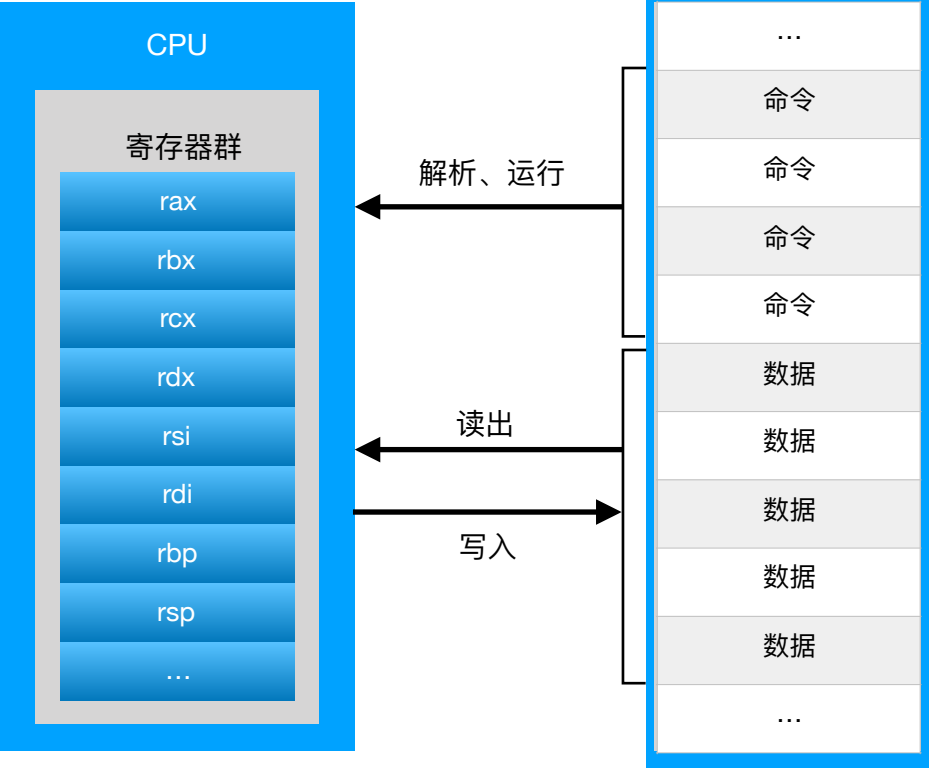 CPU
寄存器群
rax
rbx
rcx
rdx
rsi
rdi
rbp
rsp
...
解析、运行
读出
写入
...
命令
命令
命令
命令
数据
数据
数据
数据
数据
...